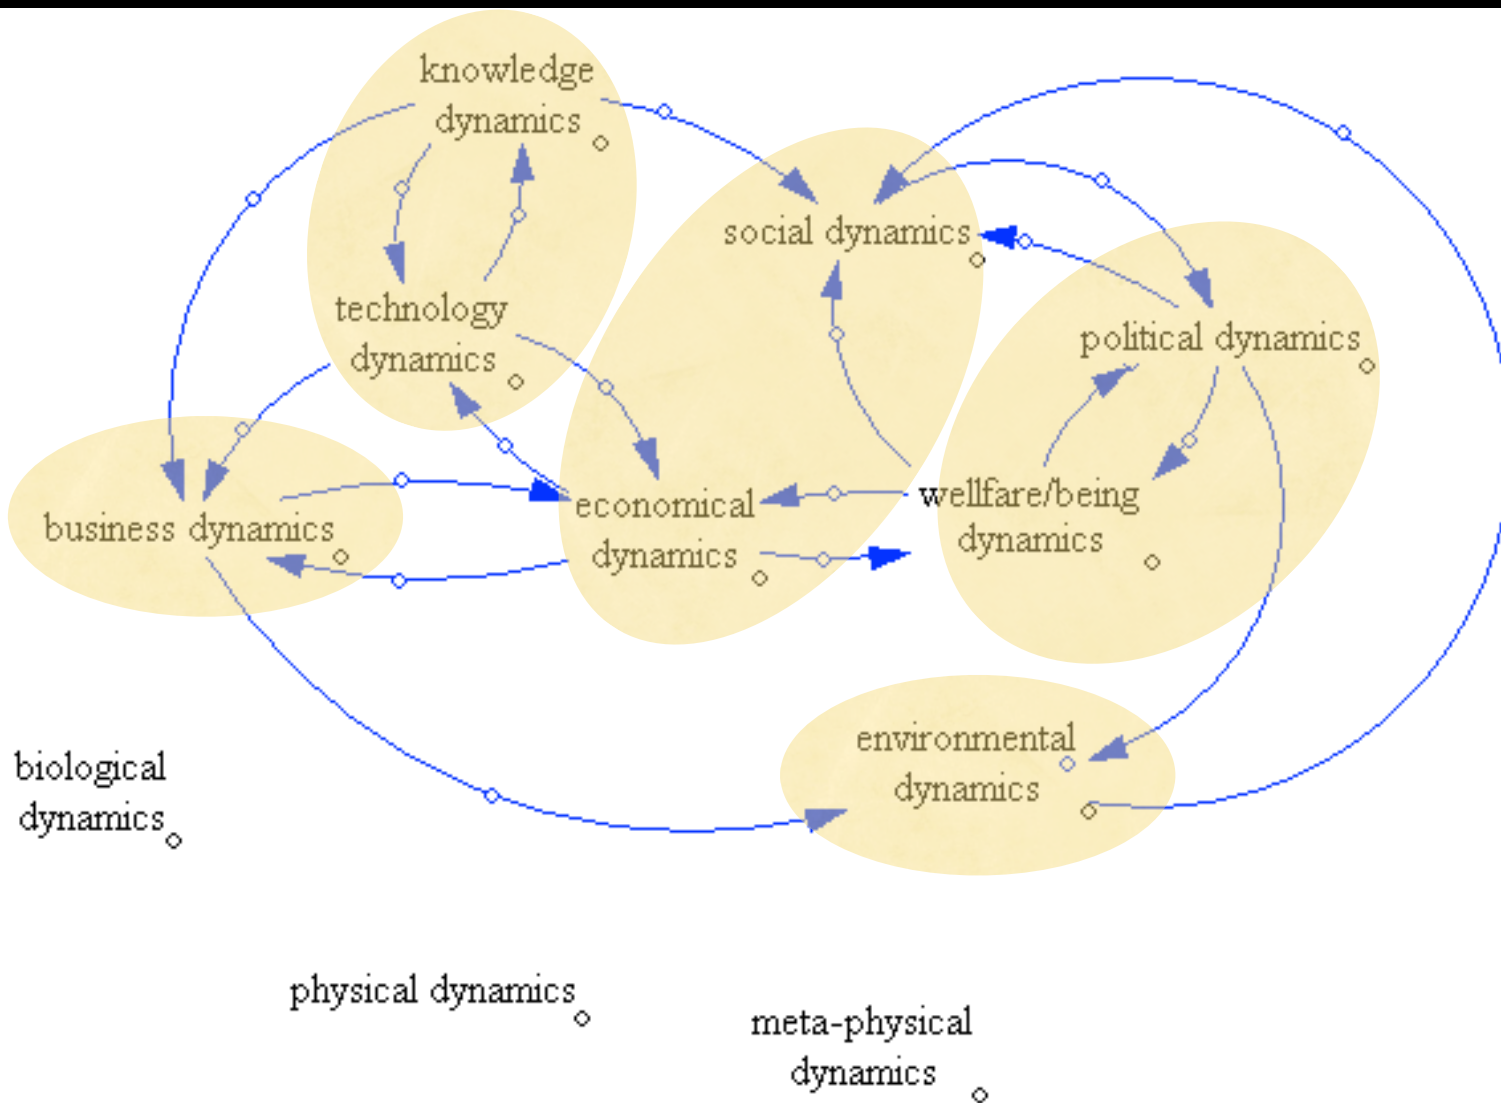 knowledge
dynamics
social dynamics
technology
dynamics
political dynamics
business dynamics
economical
dynamics
wellfare/being
dynamics
environmental
dynamics
biological
dynamics
physical dynamics
meta-physical
dynamics